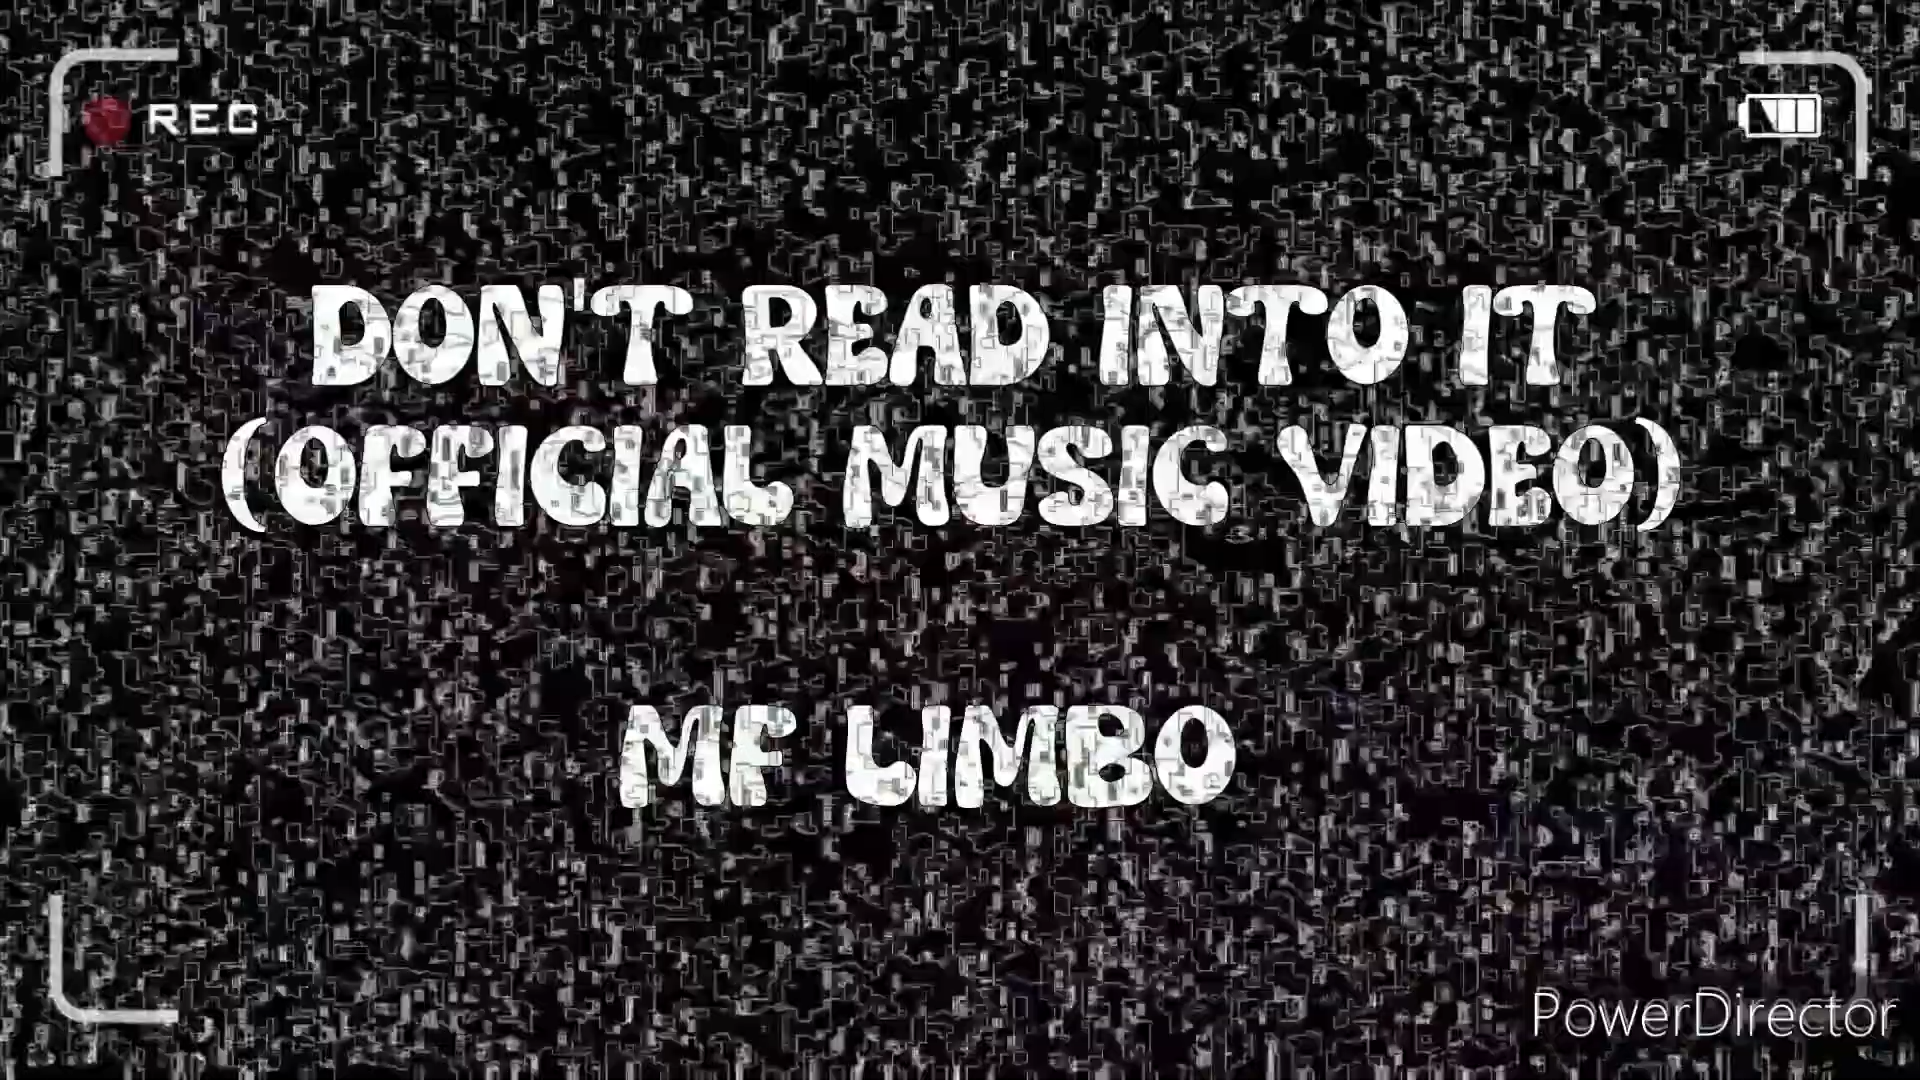 REC
DON'T READ INTO IT
(OFFICIAL MUSIC VIDEO)
MF LIMBO
PowerDirector